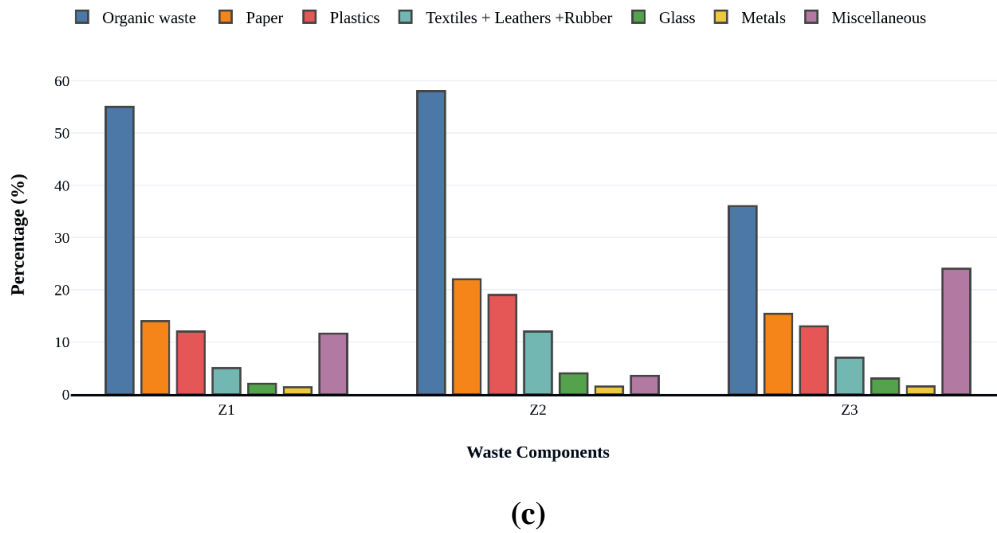 Organic waste Paper Plastics Textiles + Leathers +Rubber Glass Metals Miscellaneous
60
50
40
30
20
10
0
Percentage (%)
Z1 Z2 Z3
Waste Components
(c)